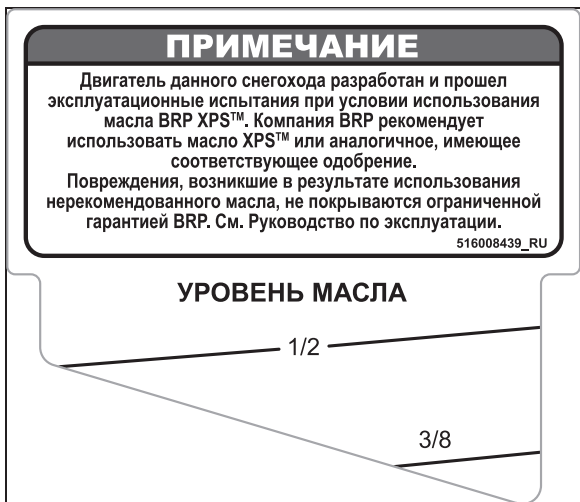 ПРИМЕЧАНИЕ
Двигатель данного снегохода разработан и прошел
эксплуатационные испытания при условии использования
масла BRP XPS™. Компания BRP рекомендует
использовать масло XPS™ или аналогичное, имеющее
соответствующее одобрение.
Повреждения, возникшие в результате использования
нерекомендованного масла, не покрываются ограниченной
гарантией BRP. См. Руководство по эксплуатации.
516008439_RU
УРОВЕНЬ МАСЛА
1/2
3/8